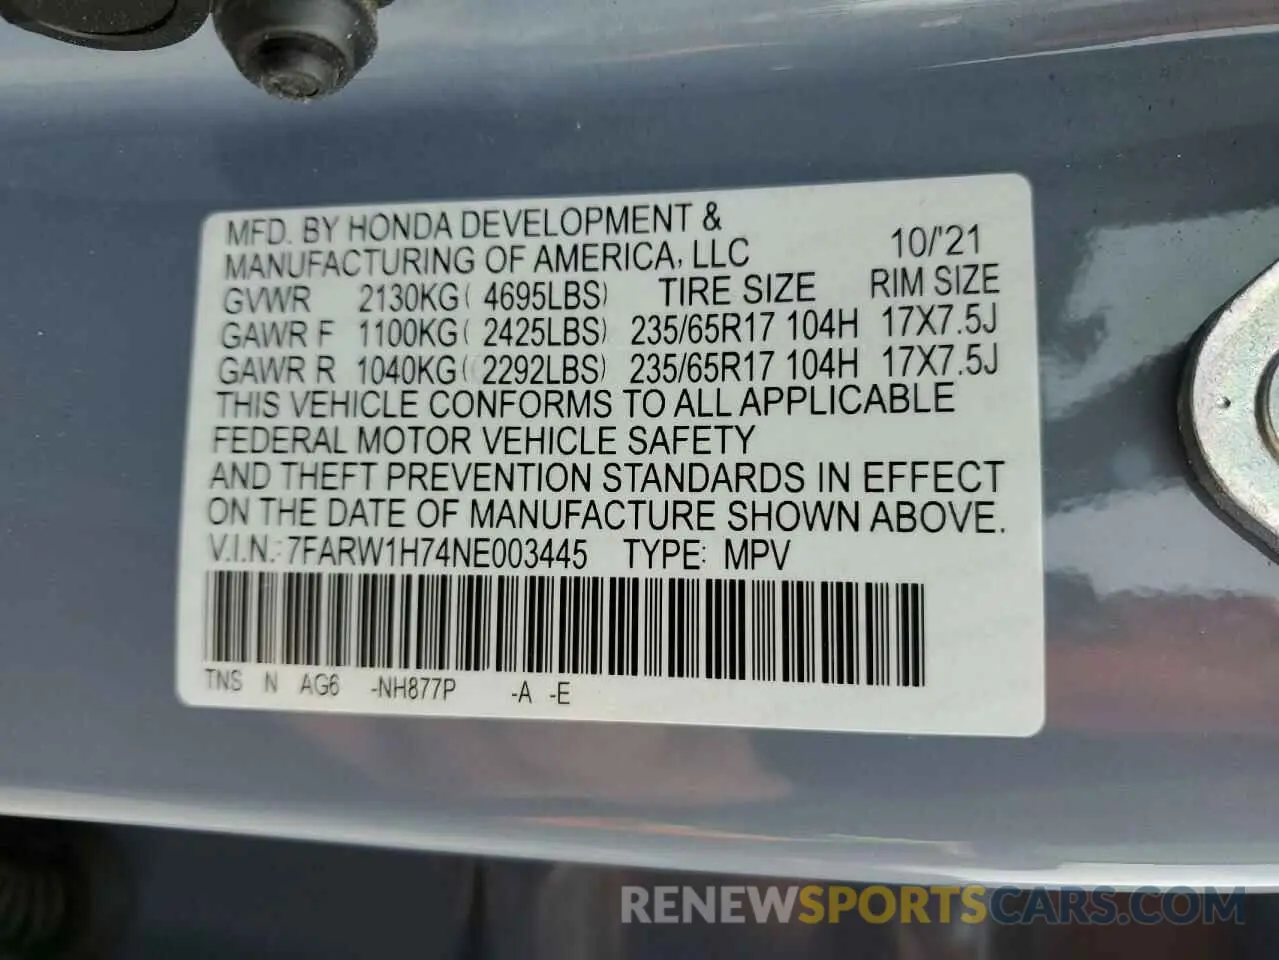 MFD. BY HONDA DEVELOPMENT &
MANUFACTURING OF AMERICA, LLC 10/'21
GVWR 2130KG( 4695LBS) TIRE SIZE RIM SIZE
GAWR F 1100KG( 2425LBS) 235/65R17 104H 17X7.5J
GAWR R 1040KG( 2292LBS) 235/65R17 104H 17X7.5J
THIS VEHICLE CONFORMS TO ALL APPLICABLE
FEDERAL MOTOR VEHICLE SAFETY
AND THEFT PREVENTION STANDARDS IN EFFECT
ON THE DATE OF MANUFACTURE SHOWN ABOVE.
V.I.N.: 7FARW1H74NE003445 TYPE: MPV
TNS N AG6 -NH877P -A -E
RENEWSPORTSCARS.COM